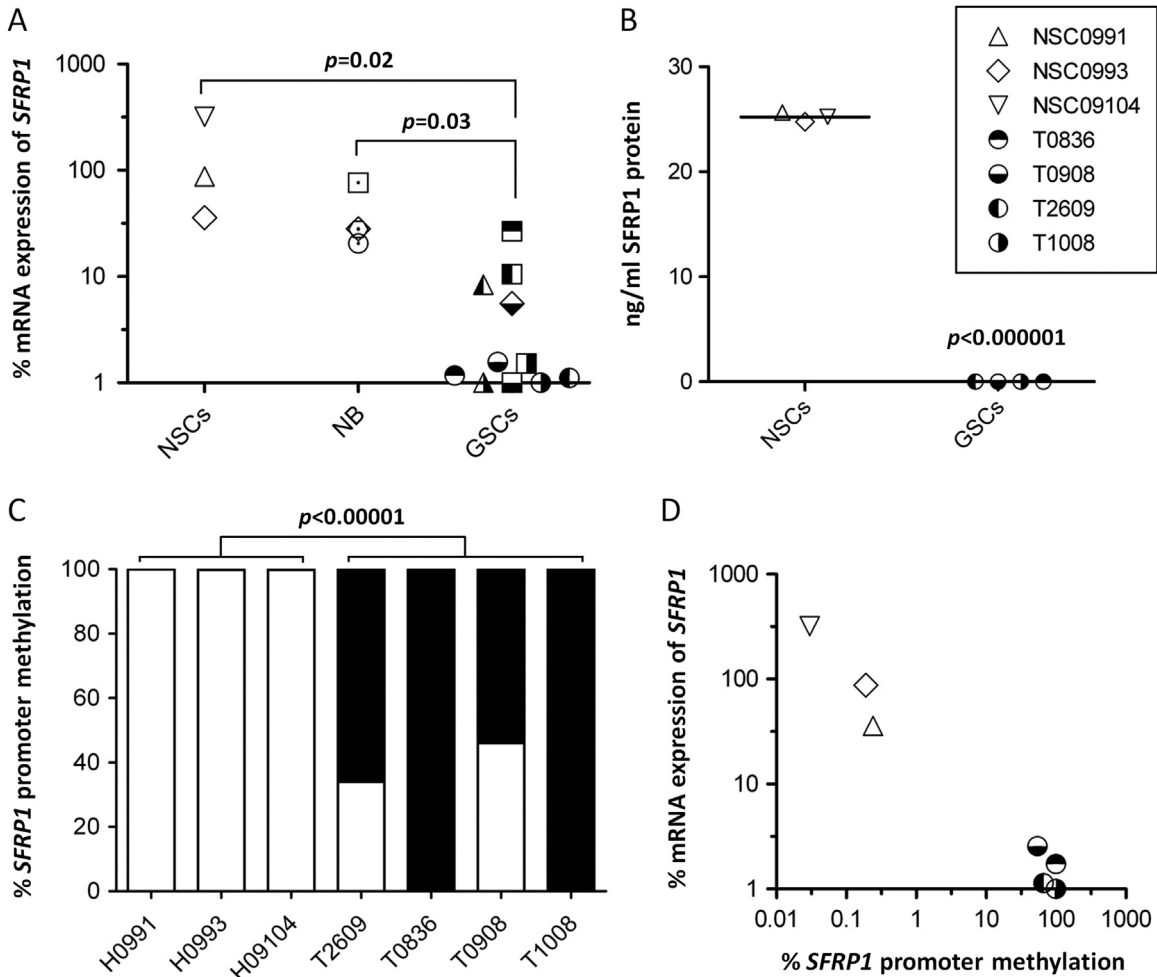 A
% mRNA expression of SFRP1
1000
100
10
1
p=0.02
p=0.03
NSCs
NB
GSCs
B
ng/ml SFRP1 protein
30
20
10
0
p<0.000001
NSCs
GSCs
NSC0991
NSC0993
NSC09104
T0836
T0908
T2609
T1008
C
% SFRP1 promoter methylation
p<0.00001
100
80
60
40
20
0
H0991
H0993
H09104
T2609
T0836
T0908
T1008
D
% mRNA expression of SFRP1
1000
100
10
1
0.01
0.1
1
10
100
1000
% SFRP1 promoter methylation